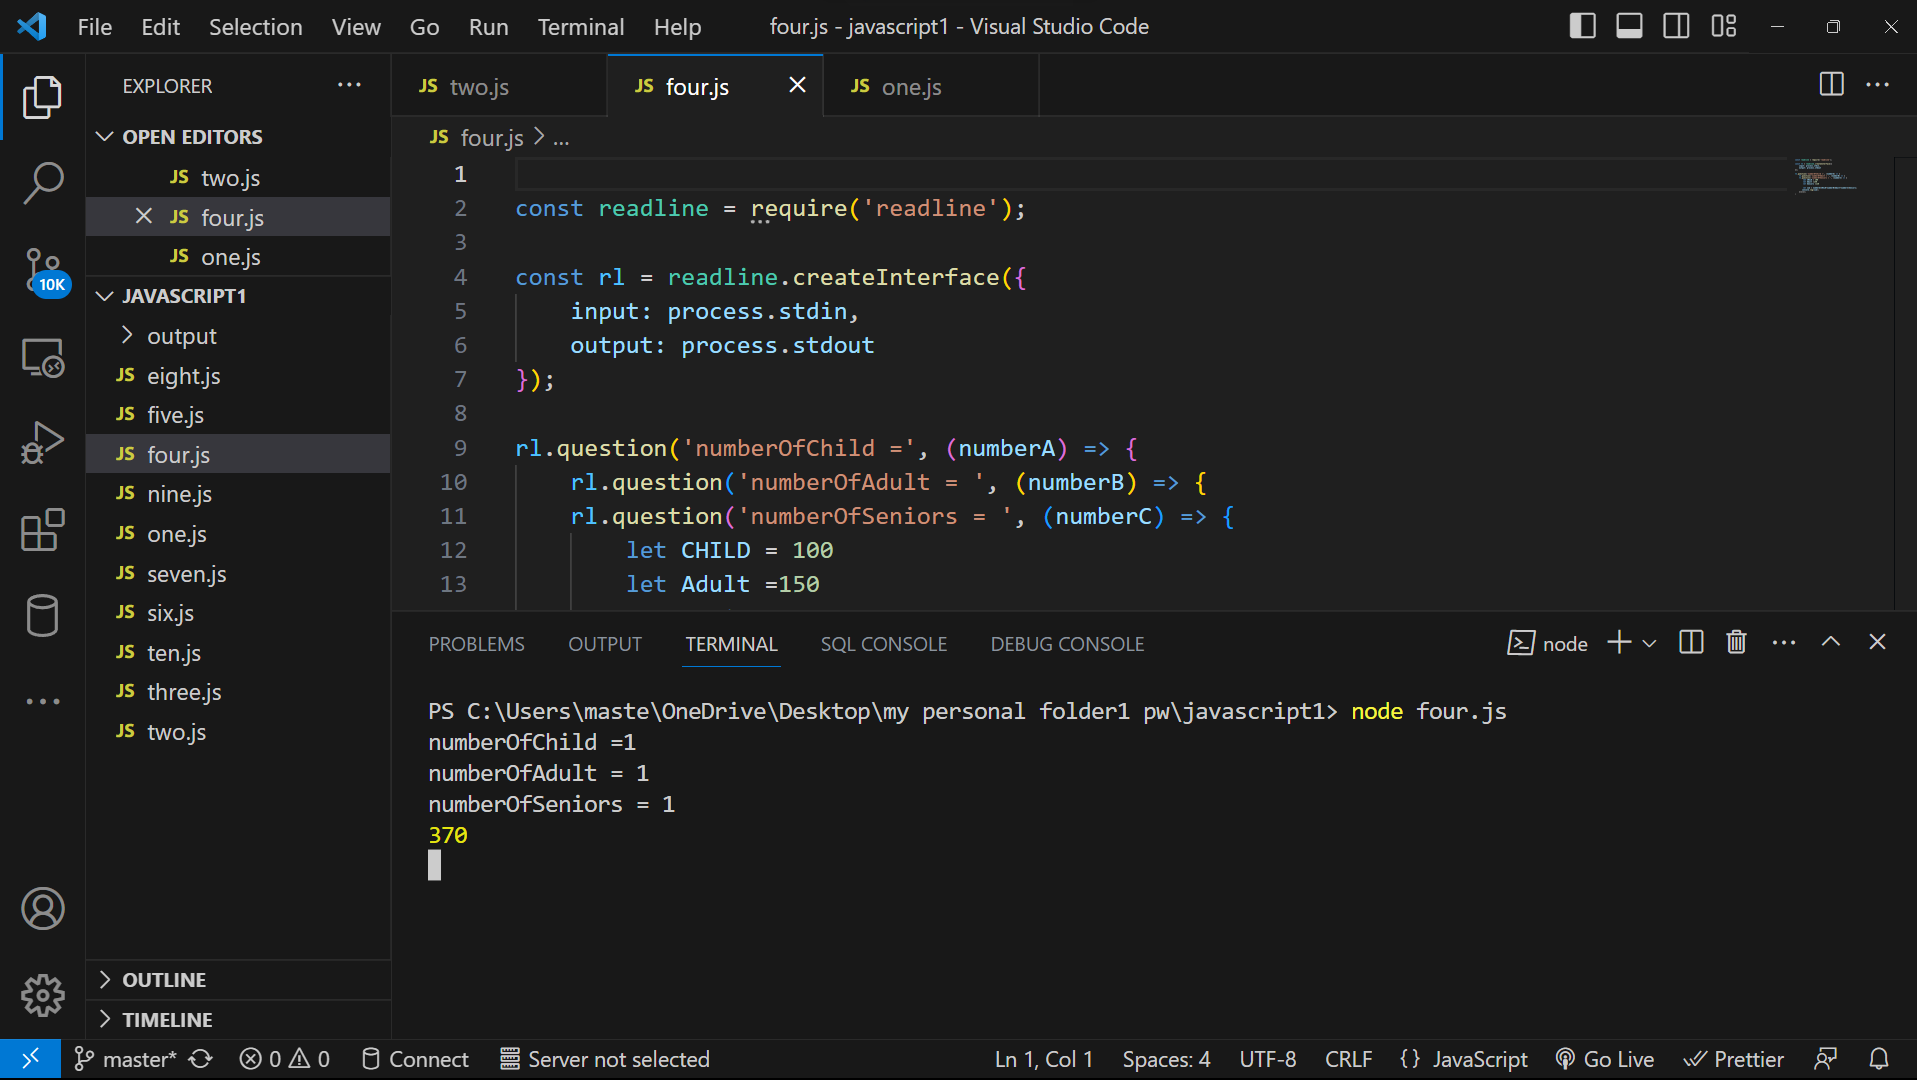 File Edit Selection View Go Run Terminal Help
four.js - javascript1 - Visual Studio Code
EXPLORER
OPEN EDITORS
JS two.js
JS four.js
JS one.js
10K
JAVASCRIPT1
output
JS eight.js
JS five.js
JS four.js
JS nine.js
JS one.js
JS seven.js
JS six.js
JS ten.js
JS three.js
JS two.js
OUTLINE
TIMELINE
JS two.js JS four.js JS one.js
JS four.js > ...
1
2 const readline = require('readline');
3
4 const rl = readline.createInterface({
5 input: process.stdin,
6 output: process.stdout
7 });
8
9 rl.question('numberOfChild =', (numberA) => {
10 rl.question('numberOfAdult = ', (numberB) => {
11 rl.question('numberOfSeniors = ', (numberC) => {
12 let CHILD = 100
13 let Adult =150
PROBLEMS OUTPUT TERMINAL SQL CONSOLE DEBUG CONSOLE
node
PS C:\Users\maste\OneDrive\Desktop\my personal folder1 pw\javascript1> node four.js
numberOfChild =1
numberOfAdult = 1
numberOfSeniors = 1
370
master* 0 0 Connect Server not selected Ln 1, Col 1 Spaces: 4 UTF-8 CRLF {} JavaScript Go Live Prettier